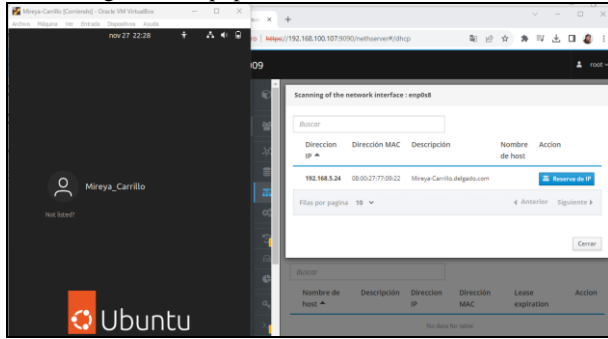 Mireya-Carrillo [Corriendo] - Oracle VM VirtualBox
Archivo Máquina Ver Entrada Dispositivos Ayuda
nov 27 22:28
Mireya_Carrillo
Not listed?
Ubuntu
https://192.168.100.107:9090/nethserver#/dhcp
09
root
Scanning of the network interface : enp0s8
Buscar
Direccion IP Dirección MAC Descripción Nombre de host Accion
192.168.5.24 08:00:27:77:09:22 Mireya-Carrillo.delgado.com Reserva de IP
Filas por pagina 10 Anterior Siguiente
Cerrar
Buscar
Nombre de host Descripción Direccion IP Dirección MAC Lease expiration Accion
No data for table